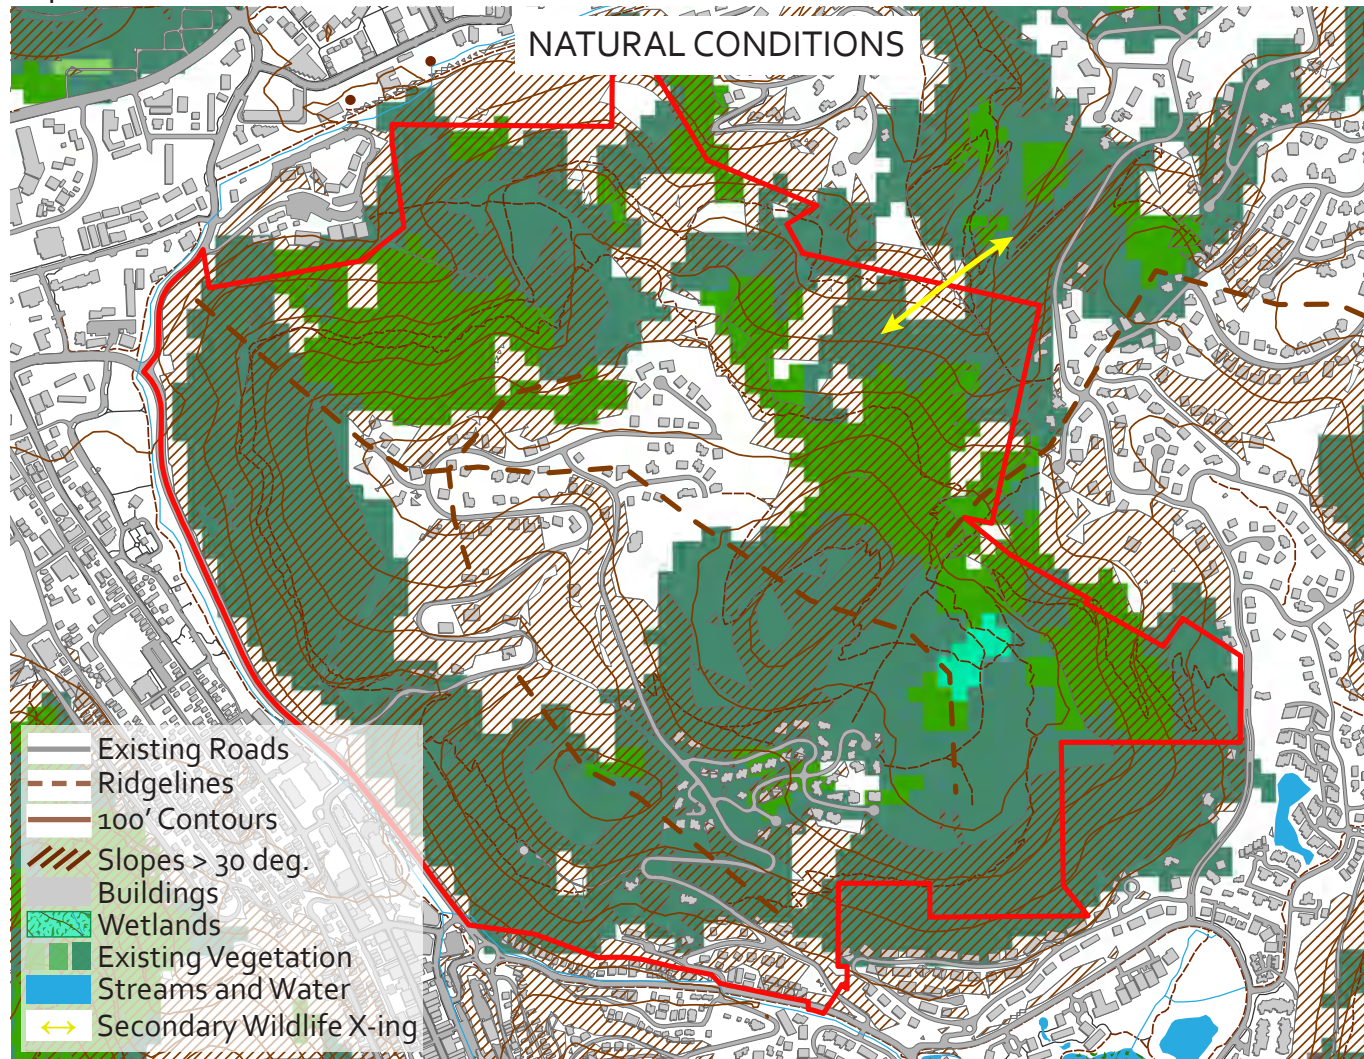 NATURAL CONDITIONS
Existing Roads
Ridgelines
100' Contours
Slopes > 30 deg.
Buildings
Wetlands
Existing Vegetation
Streams and Water
Secondary Wildlife X-ing